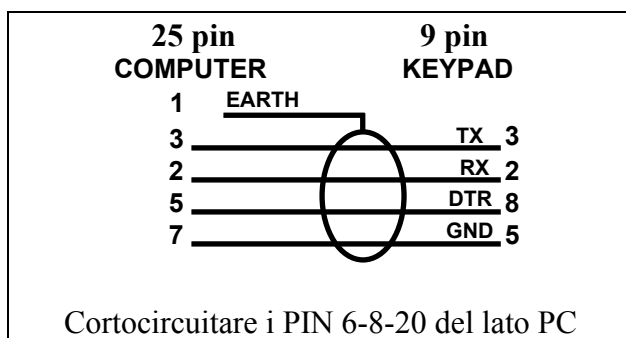 25 pin 9 pin
COMPUTER KEYPAD
1 EARTH
3 TX 3
2 RX 2
5 DTR 8
7 GND 5
Cortocircuitare i PIN 6-8-20 del lato PC